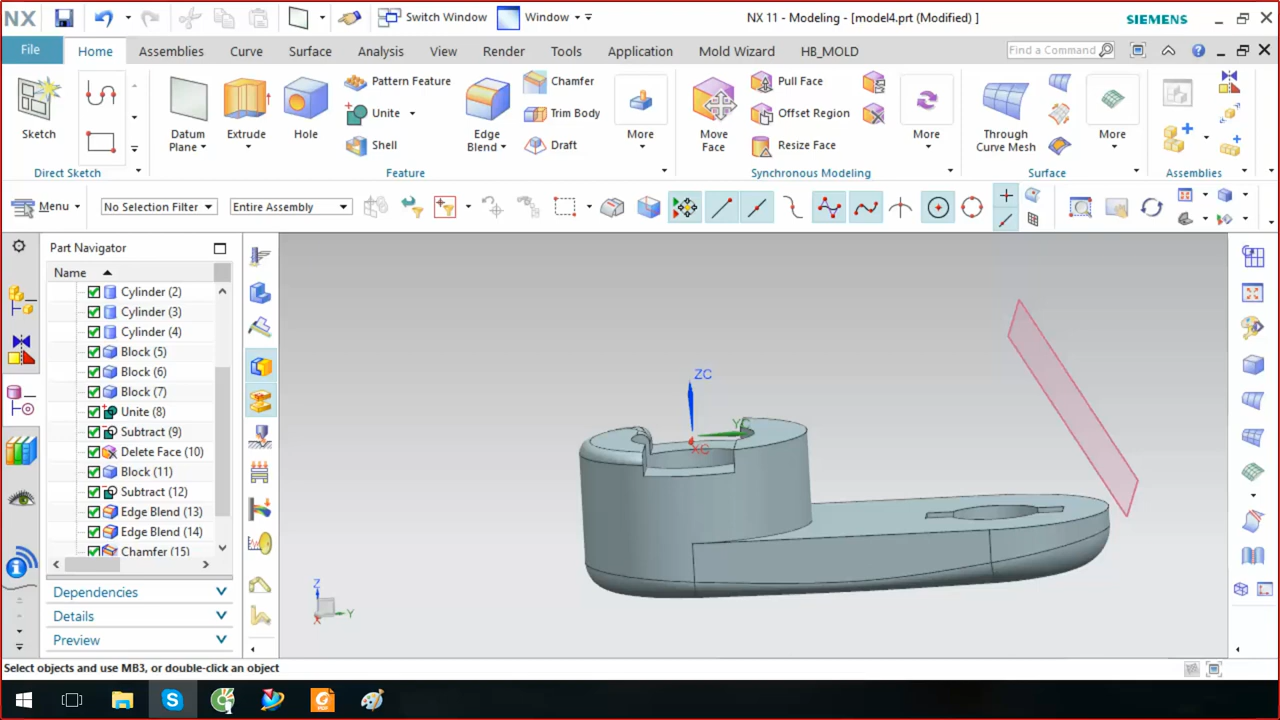 NX
Switch Window
Window
NX 11 - Modeling - [model4.prt (Modified) ]
SIEMENS
File
Home
Assemblies
Curve
Surface
Analysis
View
Render
Tools
Application
Mold Wizard
HB_MOLD
Find a Command
Sketch
Direct Sketch
Datum
Plane
Extrude
Hole
Pattern Feature
Unite
Shell
Edge
Blend
Chamfer
Trim Body
Draft
More
Feature
Move
Face
Pull Face
Offset Region
Resize Face
More
Synchronous Modeling
Through
Curve Mesh
More
Surface
Assemblies
Menu
No Selection Filter
Entire Assembly
Part Navigator
Name
Cylinder (2)
Cylinder (3)
Cylinder (4)
Block (5)
Block (6)
Block (7)
Unite (8)
Subtract (9)
Delete Face (10)
Block (11)
Subtract (12)
Edge Blend (13)
Edge Blend (14)
Chamfer (15)
Dependencies
Details
Preview
ZC
YC
XC
Z
Y
X
Select objects and use MB3, or double-click an object